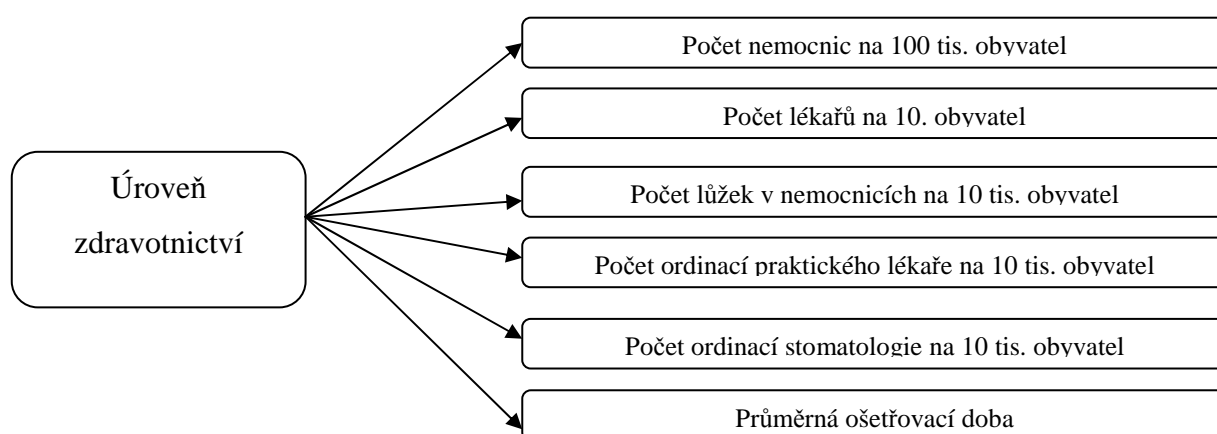 Úroveň
zdravotnictví
Počet nemocnic na 100 tis. obyvatel
Počet lékařů na 10. obyvatel
Počet lůžek v nemocnicích na 10 tis. obyvatel
Počet ordinací praktického lékaře na 10 tis. obyvatel
Počet ordinací stomatologie na 10 tis. obyvatel
Průměrná ošetřovací doba